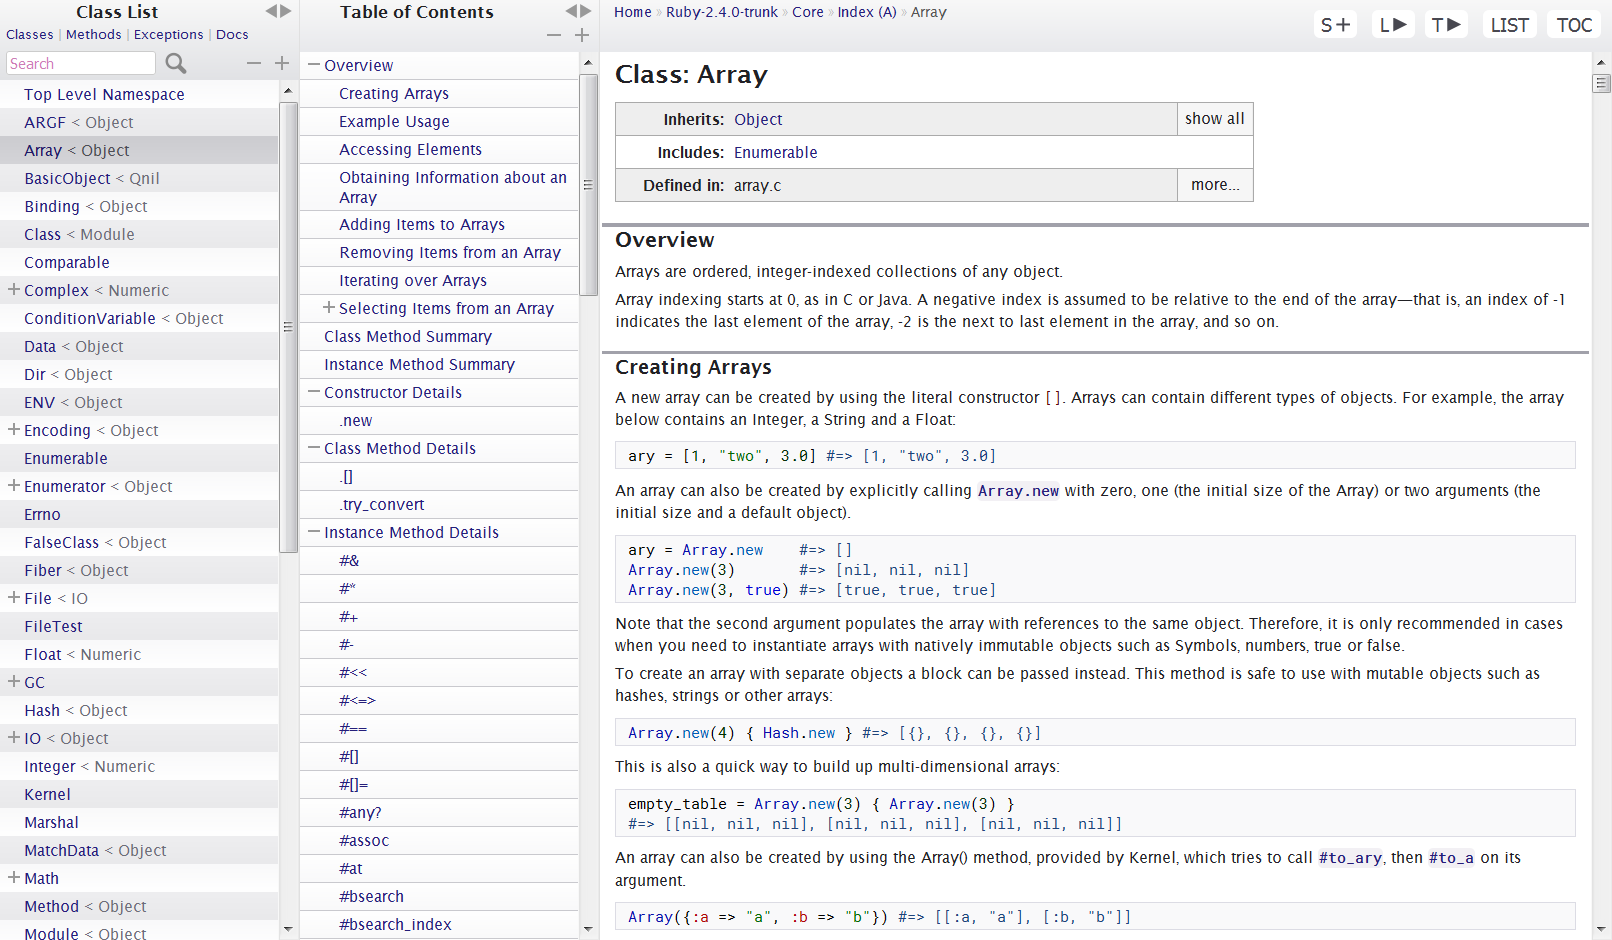 Class List
Classes | Methods | Exceptions | Docs
Search
Top Level Namespace
ARGF < Object
Array < Object
BasicObject < Qnil
Binding < Object
Class < Module
Comparable
Complex < Numeric
ConditionVariable < Object
Data < Object
Dir < Object
ENV < Object
Encoding < Object
Enumerable
Enumerator < Object
Errno
FalseClass < Object
Fiber < Object
File < IO
FileTest
Float < Numeric
GC
Hash < Object
IO < Object
Integer < Numeric
Kernel
Marshal
MatchData < Object
Math
Method < Object
Module < Object
Table of Contents
Overview
Creating Arrays
Example Usage
Accessing Elements
Obtaining Information about an
Array
Adding Items to Arrays
Removing Items from an Array
Iterating over Arrays
Selecting Items from an Array
Class Method Summary
Instance Method Summary
Constructor Details
.new
Class Method Details
.[]
.try_convert
Instance Method Details
#&
#*
#+
#-
#<<
#<=>
#==
#[]
#[]=
#any?
#assoc
#at
#bsearch
#bsearch_index
Home » Ruby-2.4.0-trunk » Core » Index (A) » Array
S+ L▶ T▶ LIST TOC
Class: Array
Inherits: Object show all
Includes: Enumerable
Defined in: array.c more...
Overview
Arrays are ordered, integer-indexed collections of any object.
Array indexing starts at 0, as in C or Java. A negative index is assumed to be relative to the end of the array—that is, an index of -1
indicates the last element of the array, -2 is the next to last element in the array, and so on.
Creating Arrays
A new array can be created by using the literal constructor []. Arrays can contain different types of objects. For example, the array
below contains an Integer, a String and a Float:
ary = [1, "two", 3.0] #=> [1, "two", 3.0]
An array can also be created by explicitly calling Array.new with zero, one (the initial size of the Array) or two arguments (the
initial size and a default object).
ary = Array.new    #=> []
Array.new(3)       #=> [nil, nil, nil]
Array.new(3, true) #=> [true, true, true]
Note that the second argument populates the array with references to the same object. Therefore, it is only recommended in cases
when you need to instantiate arrays with natively immutable objects such as Symbols, numbers, true or false.
To create an array with separate objects a block can be passed instead. This method is safe to use with mutable objects such as
hashes, strings or other arrays:
Array.new(4) { Hash.new } #=> [{}, {}, {}, {}]
This is also a quick way to build up multi-dimensional arrays:
empty_table = Array.new(3) { Array.new(3) }
#=> [[nil, nil, nil], [nil, nil, nil], [nil, nil, nil]]
An array can also be created by using the Array() method, provided by Kernel, which tries to call #to_ary, then #to_a on its
argument.
Array({:a => "a", :b => "b"}) #=> [[:a, "a"], [:b, "b"]]